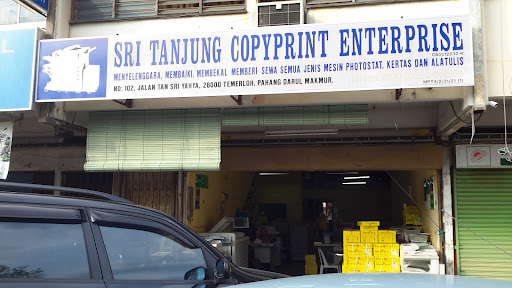 SRI TANJUNG COPYPRINT ENTERPRISE
MENYELENGGARA, MEMBAIKI, MEMBEKAL, MEMBERI SEWA SEMUA JENIS MESIN PHOTOSTAT, KERTAS DAN ALATULIS
NO: 102, JALAN TAN SRI YAHYA, 28000 TEMERLOH, PAHANG DARUL MAKMUR.